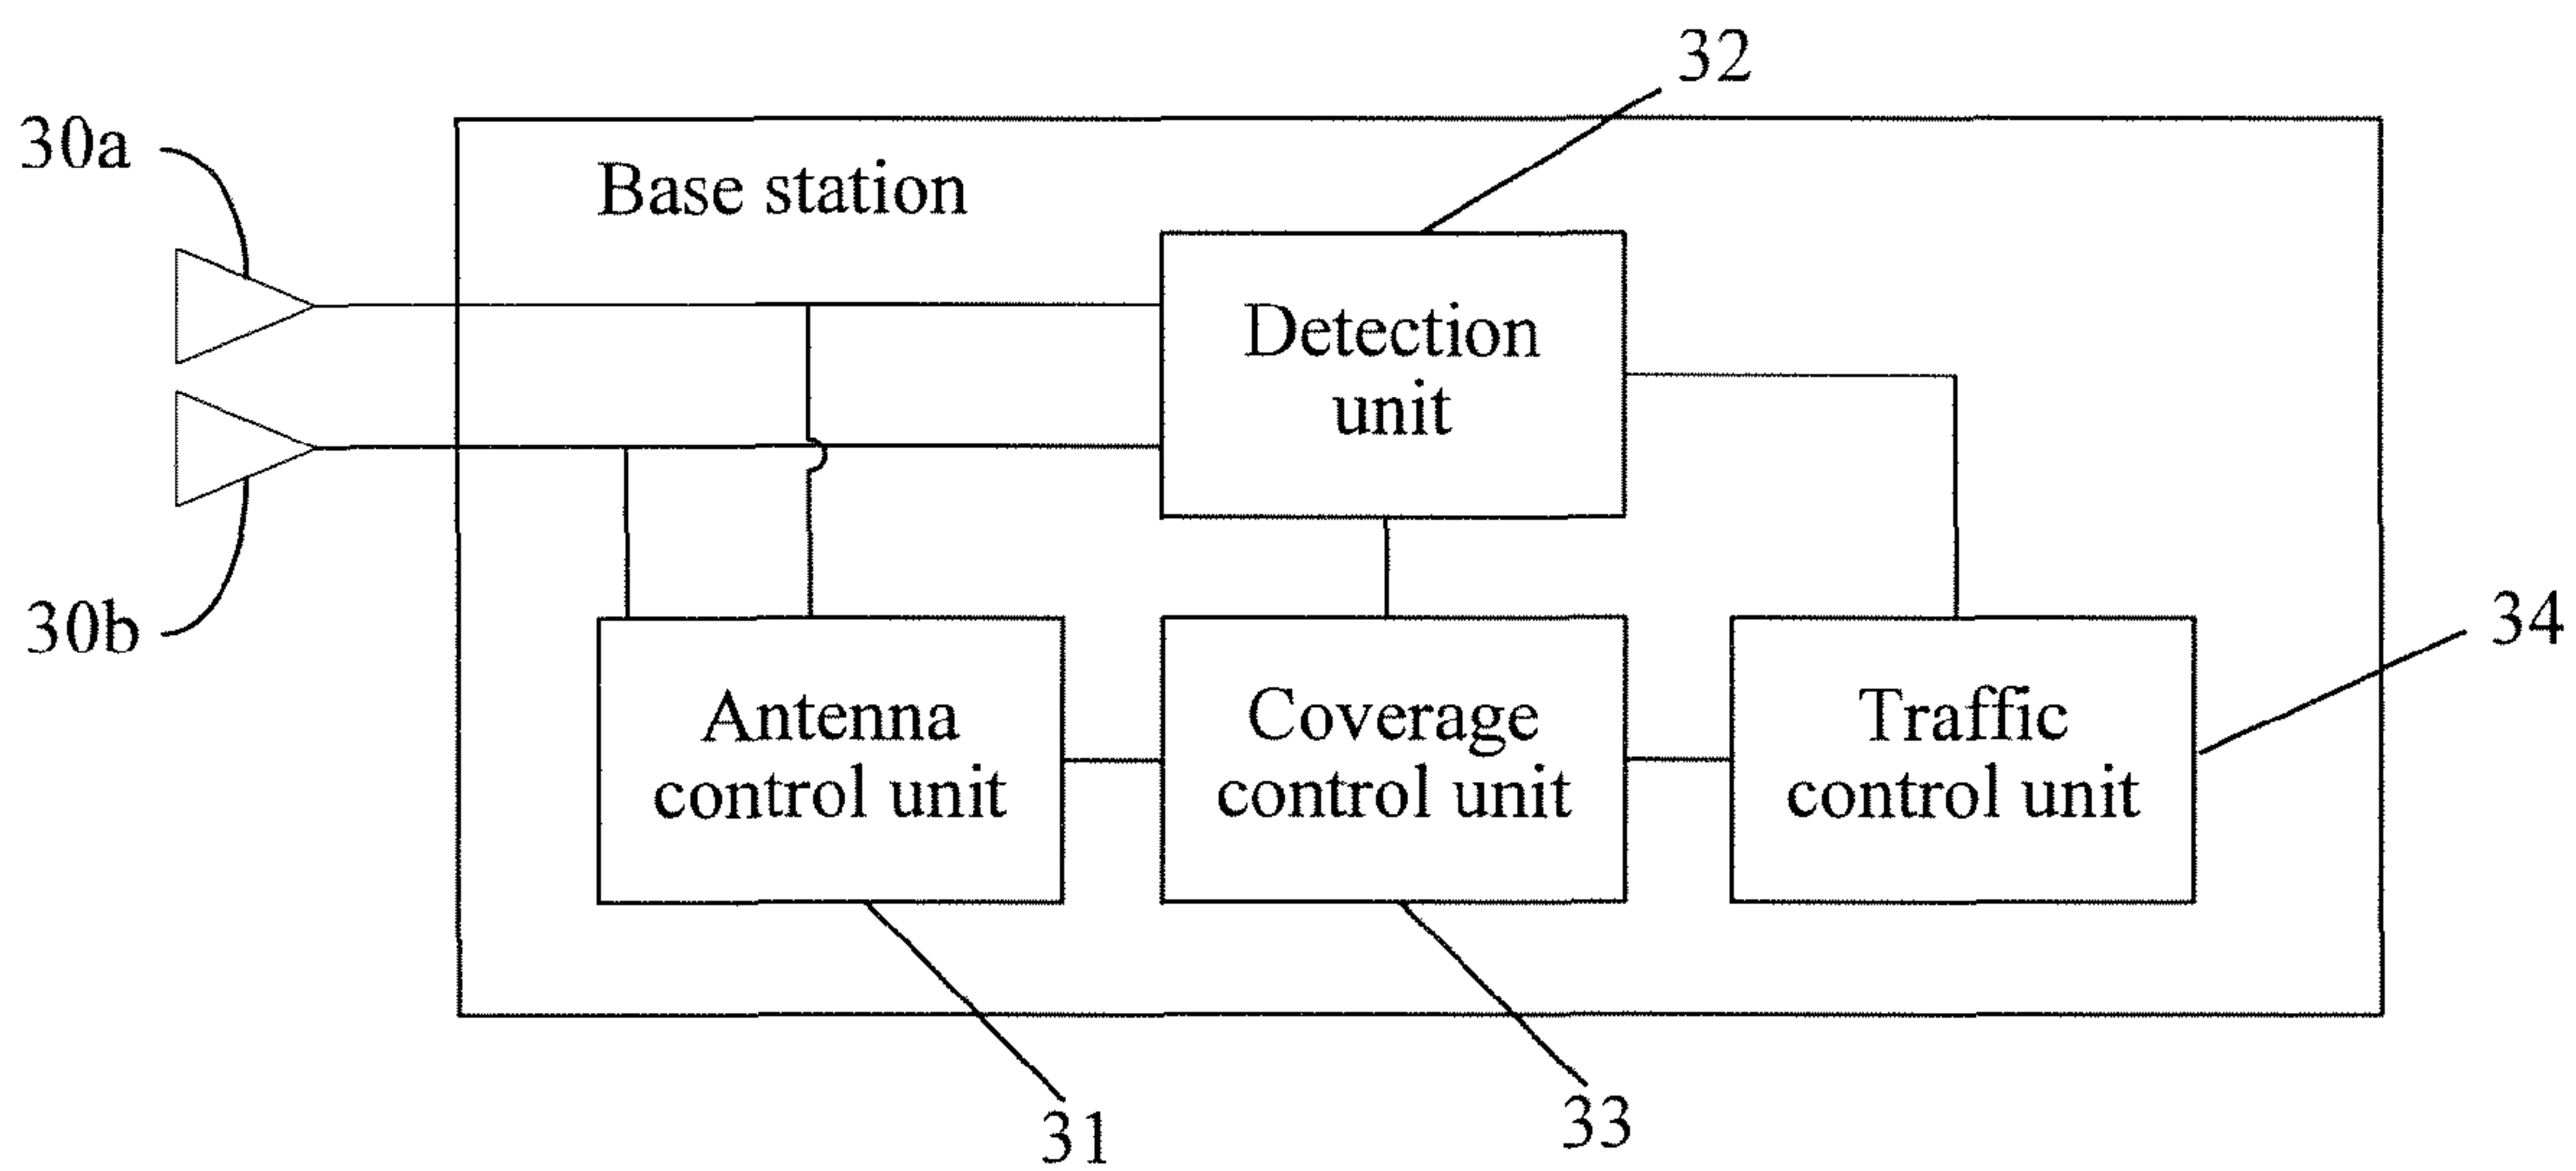 32
30a
Base station
Detection
unit
30b
34
Antenna
control unit
Coverage
control unit
Traffic
control unit
31
33